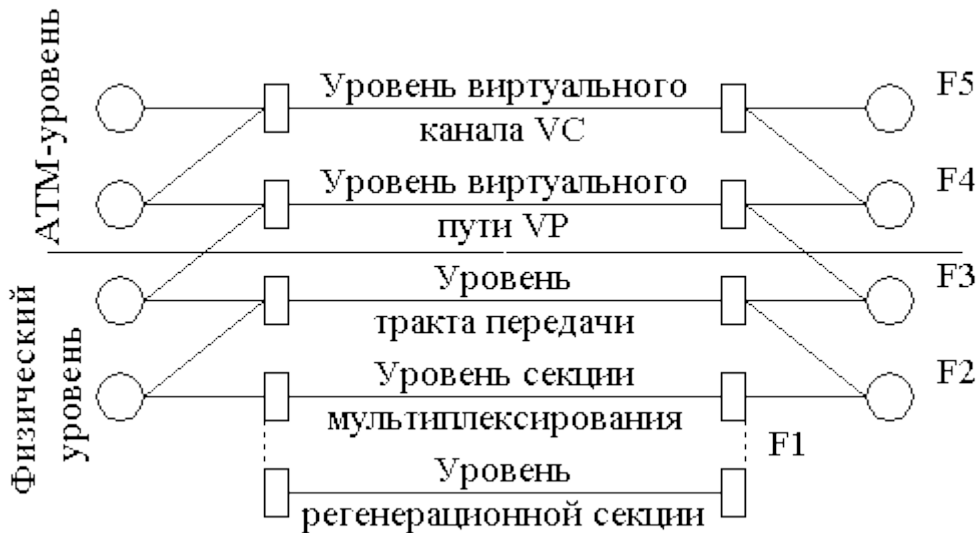 АТМ-уровень
Физический
уровень
Уровень виртуального
канала VC
F5
Уровень виртуального
пути VP
F4
Уровень
тракта передачи
F3
Уровень секции
мультиплексирования
F2
F1
Уровень
регенерационной секции